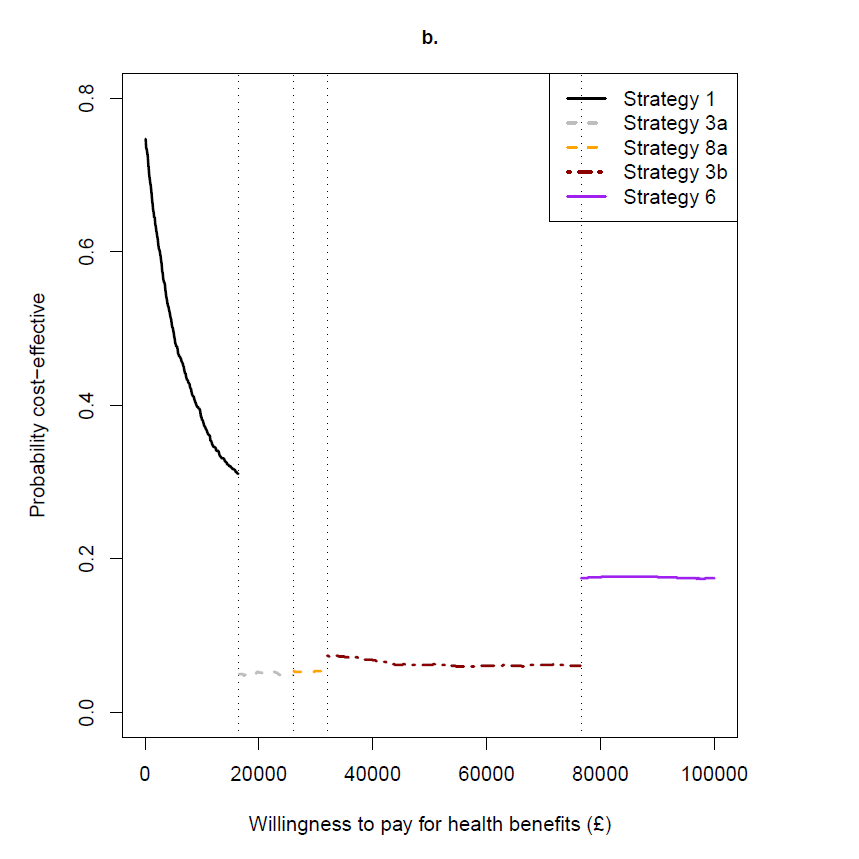 b.
Strategy 1
Strategy 3a
Strategy 8a
Strategy 3b
Strategy 6
Probability cost−effective
0.8
0.6
0.4
0.2
0.0
0 20000 40000 60000 80000 100000
Willingness to pay for health benefits (£)